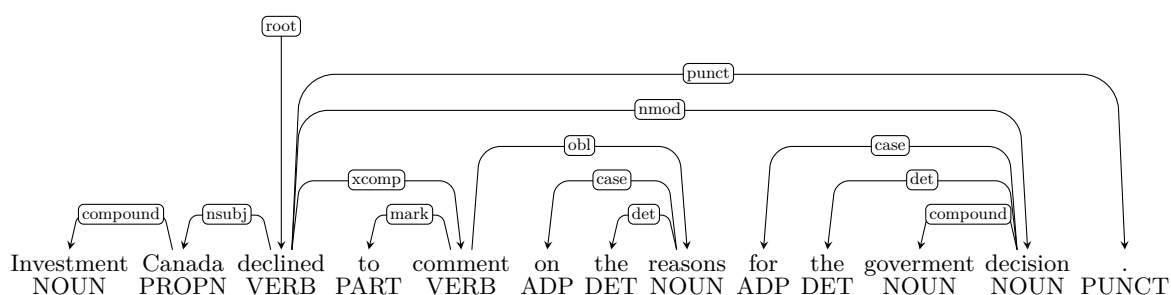 root
punct
nmod
obl case
xcomp case det
compound nsubj mark det compound
Investment Canada declined to comment on the reasons for the goverment decision .
NOUN PROPN VERB PART VERB ADP DET NOUN ADP DET NOUN NOUN PUNCT